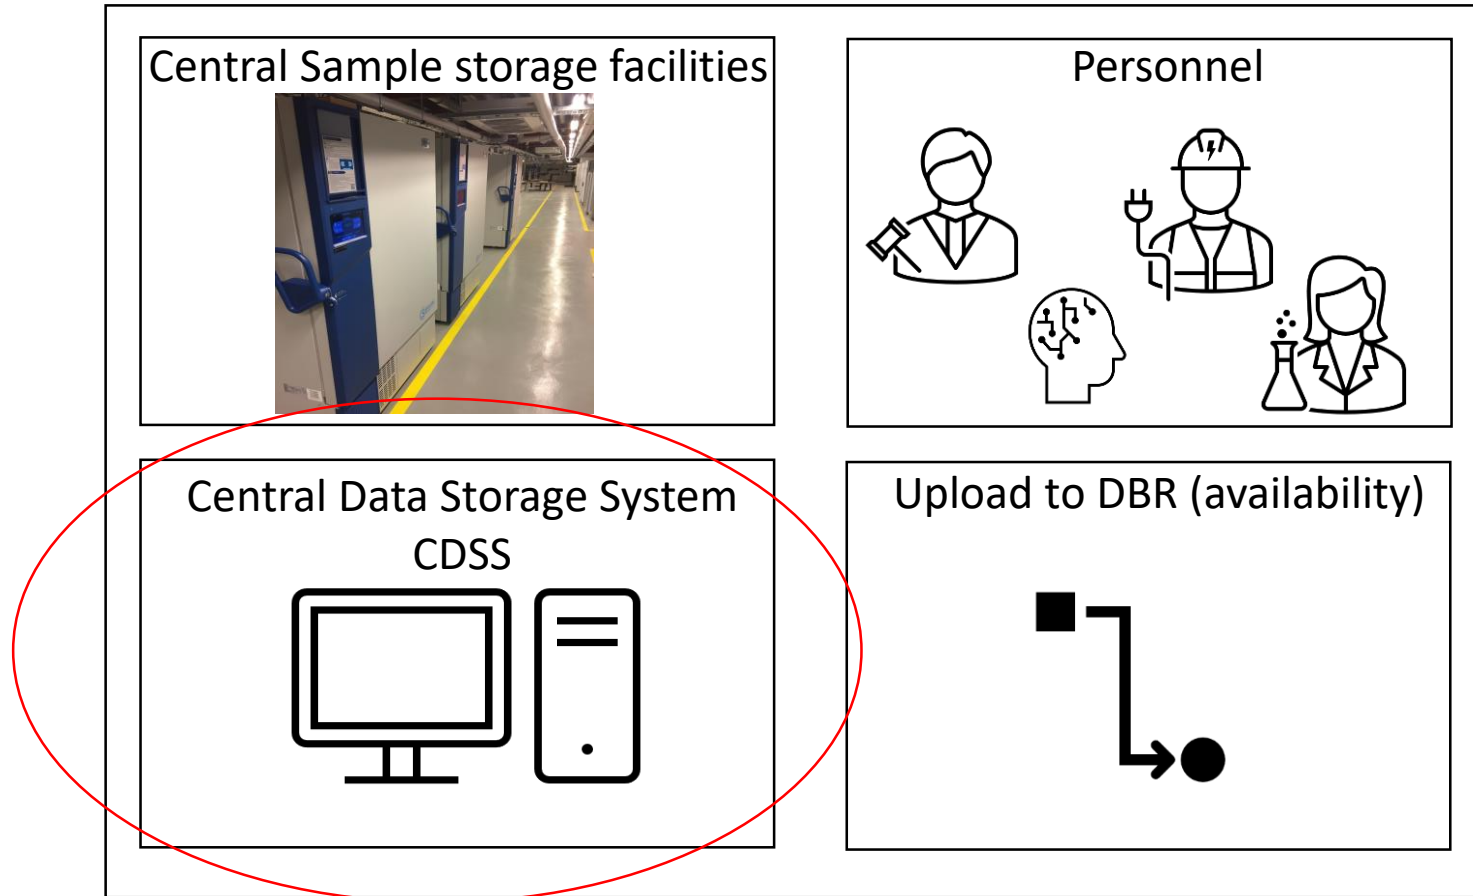 Central Sample storage facilities
Personnel
Central Data Storage System
CDSS
Upload to DBR (availability)